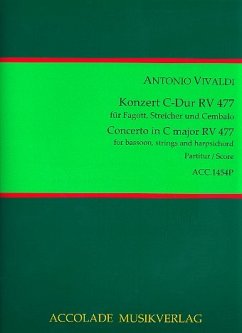 ANTONIO VIVALDI
Konzert C-Dur RV 477
für Fagott, Streicher und Cembalo
Concerto in C major RV 477
for bassoon, strings and harpsichord
Partitur / Score
ACC 1454P
ACCOLADE MUSIKVERLAG